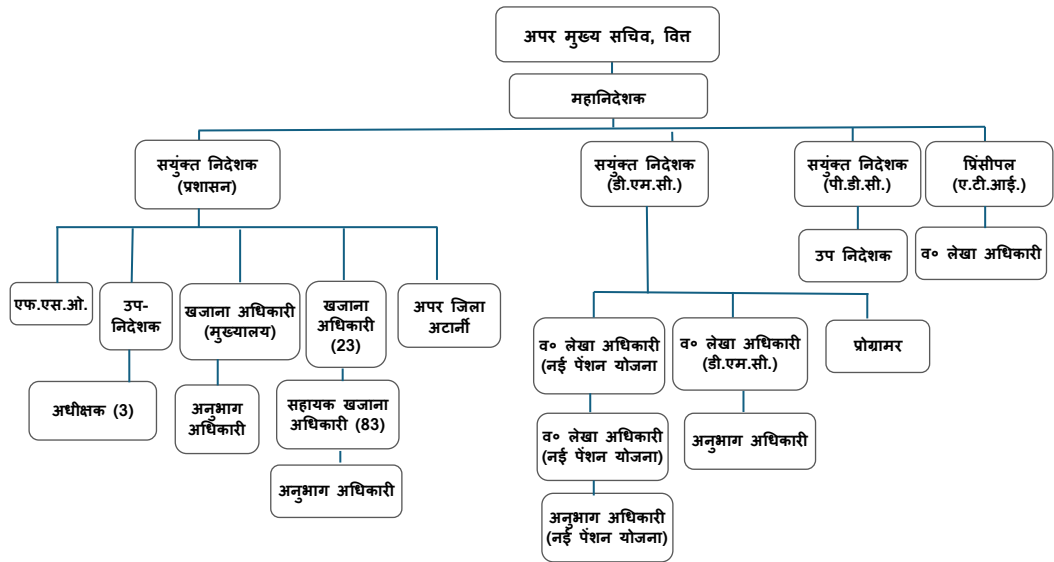 अपर मुख्य सचिव, वित्त
महानिदेशक
सयुंक्त निदेशक
(प्रशासन)
सयुंक्त निदेशक
(डी.एम.सी.)
सयुंक्त निदेशक
(पी.डी.सी.)
प्रिंसीपल
(ए.टी.आई.)
उप निदेशक
व० लेखा अधिकारी
एफ.एस.ओ.
उप-
निदेशक
खजाना अधिकारी
(मुख्यालय)
खजाना
अधिकारी
(23)
अपर जिला
अटार्नी
अधीक्षक (3)
अनुभाग
अधिकारी
सहायक खजाना
अधिकारी (83)
अनुभाग अधिकारी
व० लेखा अधिकारी
(नई पेंशन योजना
व० लेखा अधिकारी
(डी.एम.सी.)
प्रोग्रामर
व० लेखा अधिकारी
(नई पेंशन योजना)
अनुभाग अधिकारी
अनुभाग अधिकारी
(नई पेंशन योजना)